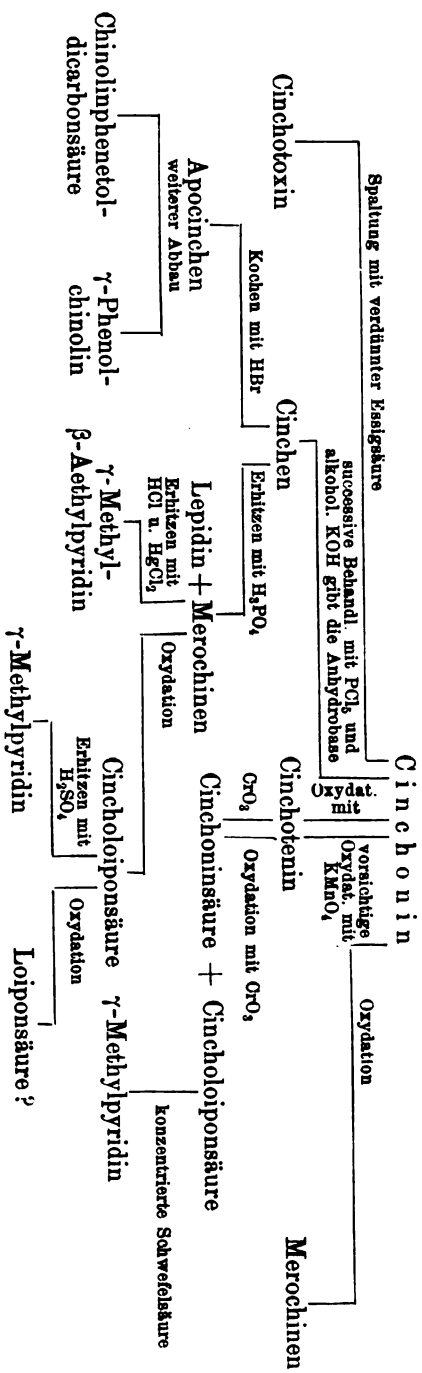 Cinchonin
Spaltung mit verdünnter Essigsäure
successive Behandl. mit PCl5 und
alkohol. KOH gibt die Anhydrobase
Oxydat.
mit
vorsichtige
Oxydat. mit
KMnO4
Oxydation
Cinchotoxin
Cinchen
Cinchotenin
Merochinen
Kochen mit HBr
Erhitzen mit H3PO4
CrO3
Oxydation mit CrO3
Apocinchen
weiterer Abbau
Lepidin + Merochinen
Erhitzen mit
HCl u. HgCl2
Oxydation
Cinchoninsäure + Cincholoiponsäure
konzentrierte Schwefelsäure
Chinolinphenetol-
dicarbonsäure
γ-Phenol-
chinolin
γ-Methyl-
β-Aethylpyridin
Cincholoiponsäure
γ-Methylpyridin
Erhitzen mit
H2SO4
Oxydation
γ-Methylpyridin
Loiponsäure?